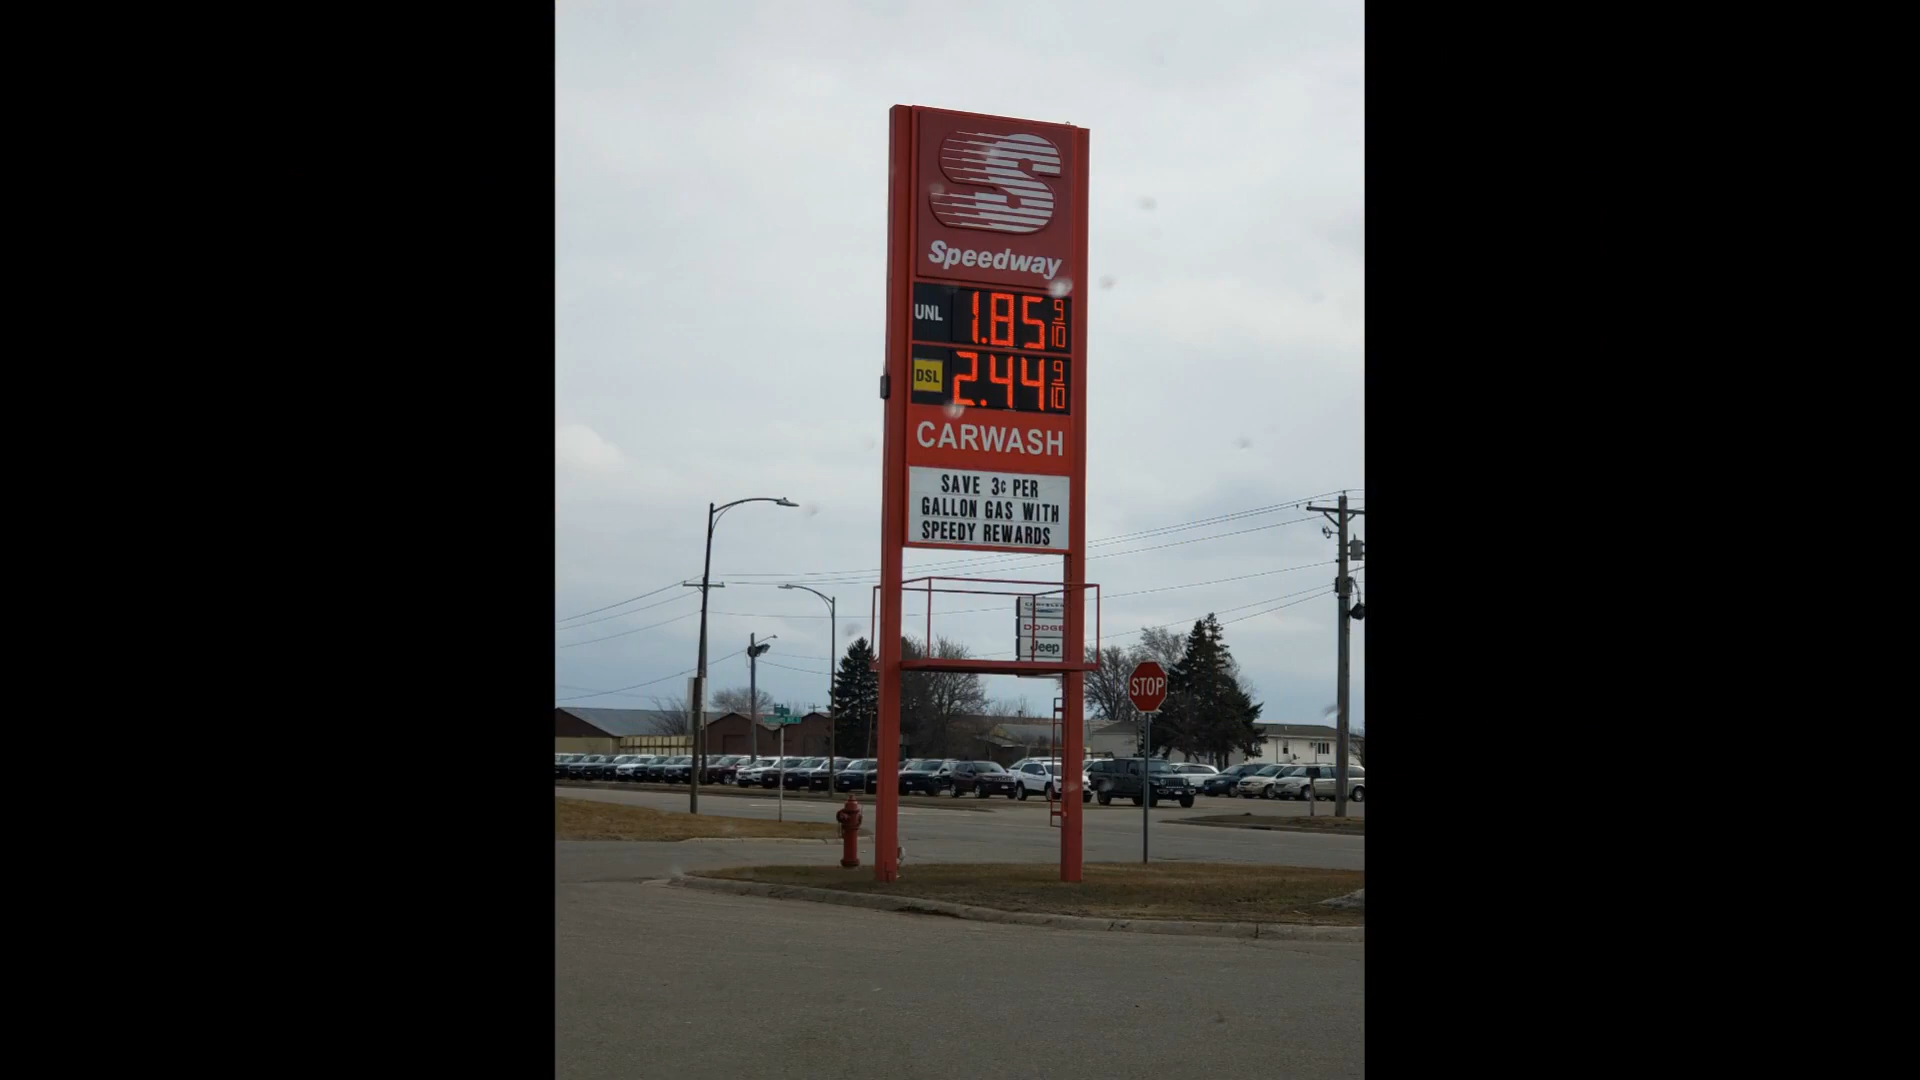 S
Speedway
UNL 1.85 9/10
DSL 2.44 9/10
CARWASH
SAVE 3¢ PER
GALLON GAS WITH
SPEEDY REWARDS
DODGE
Jeep
STOP